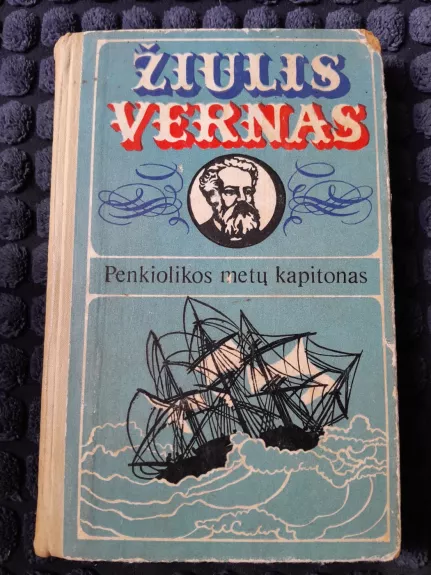 ŽIULIS
VERNAS
Penkiolikos metų kapitonas